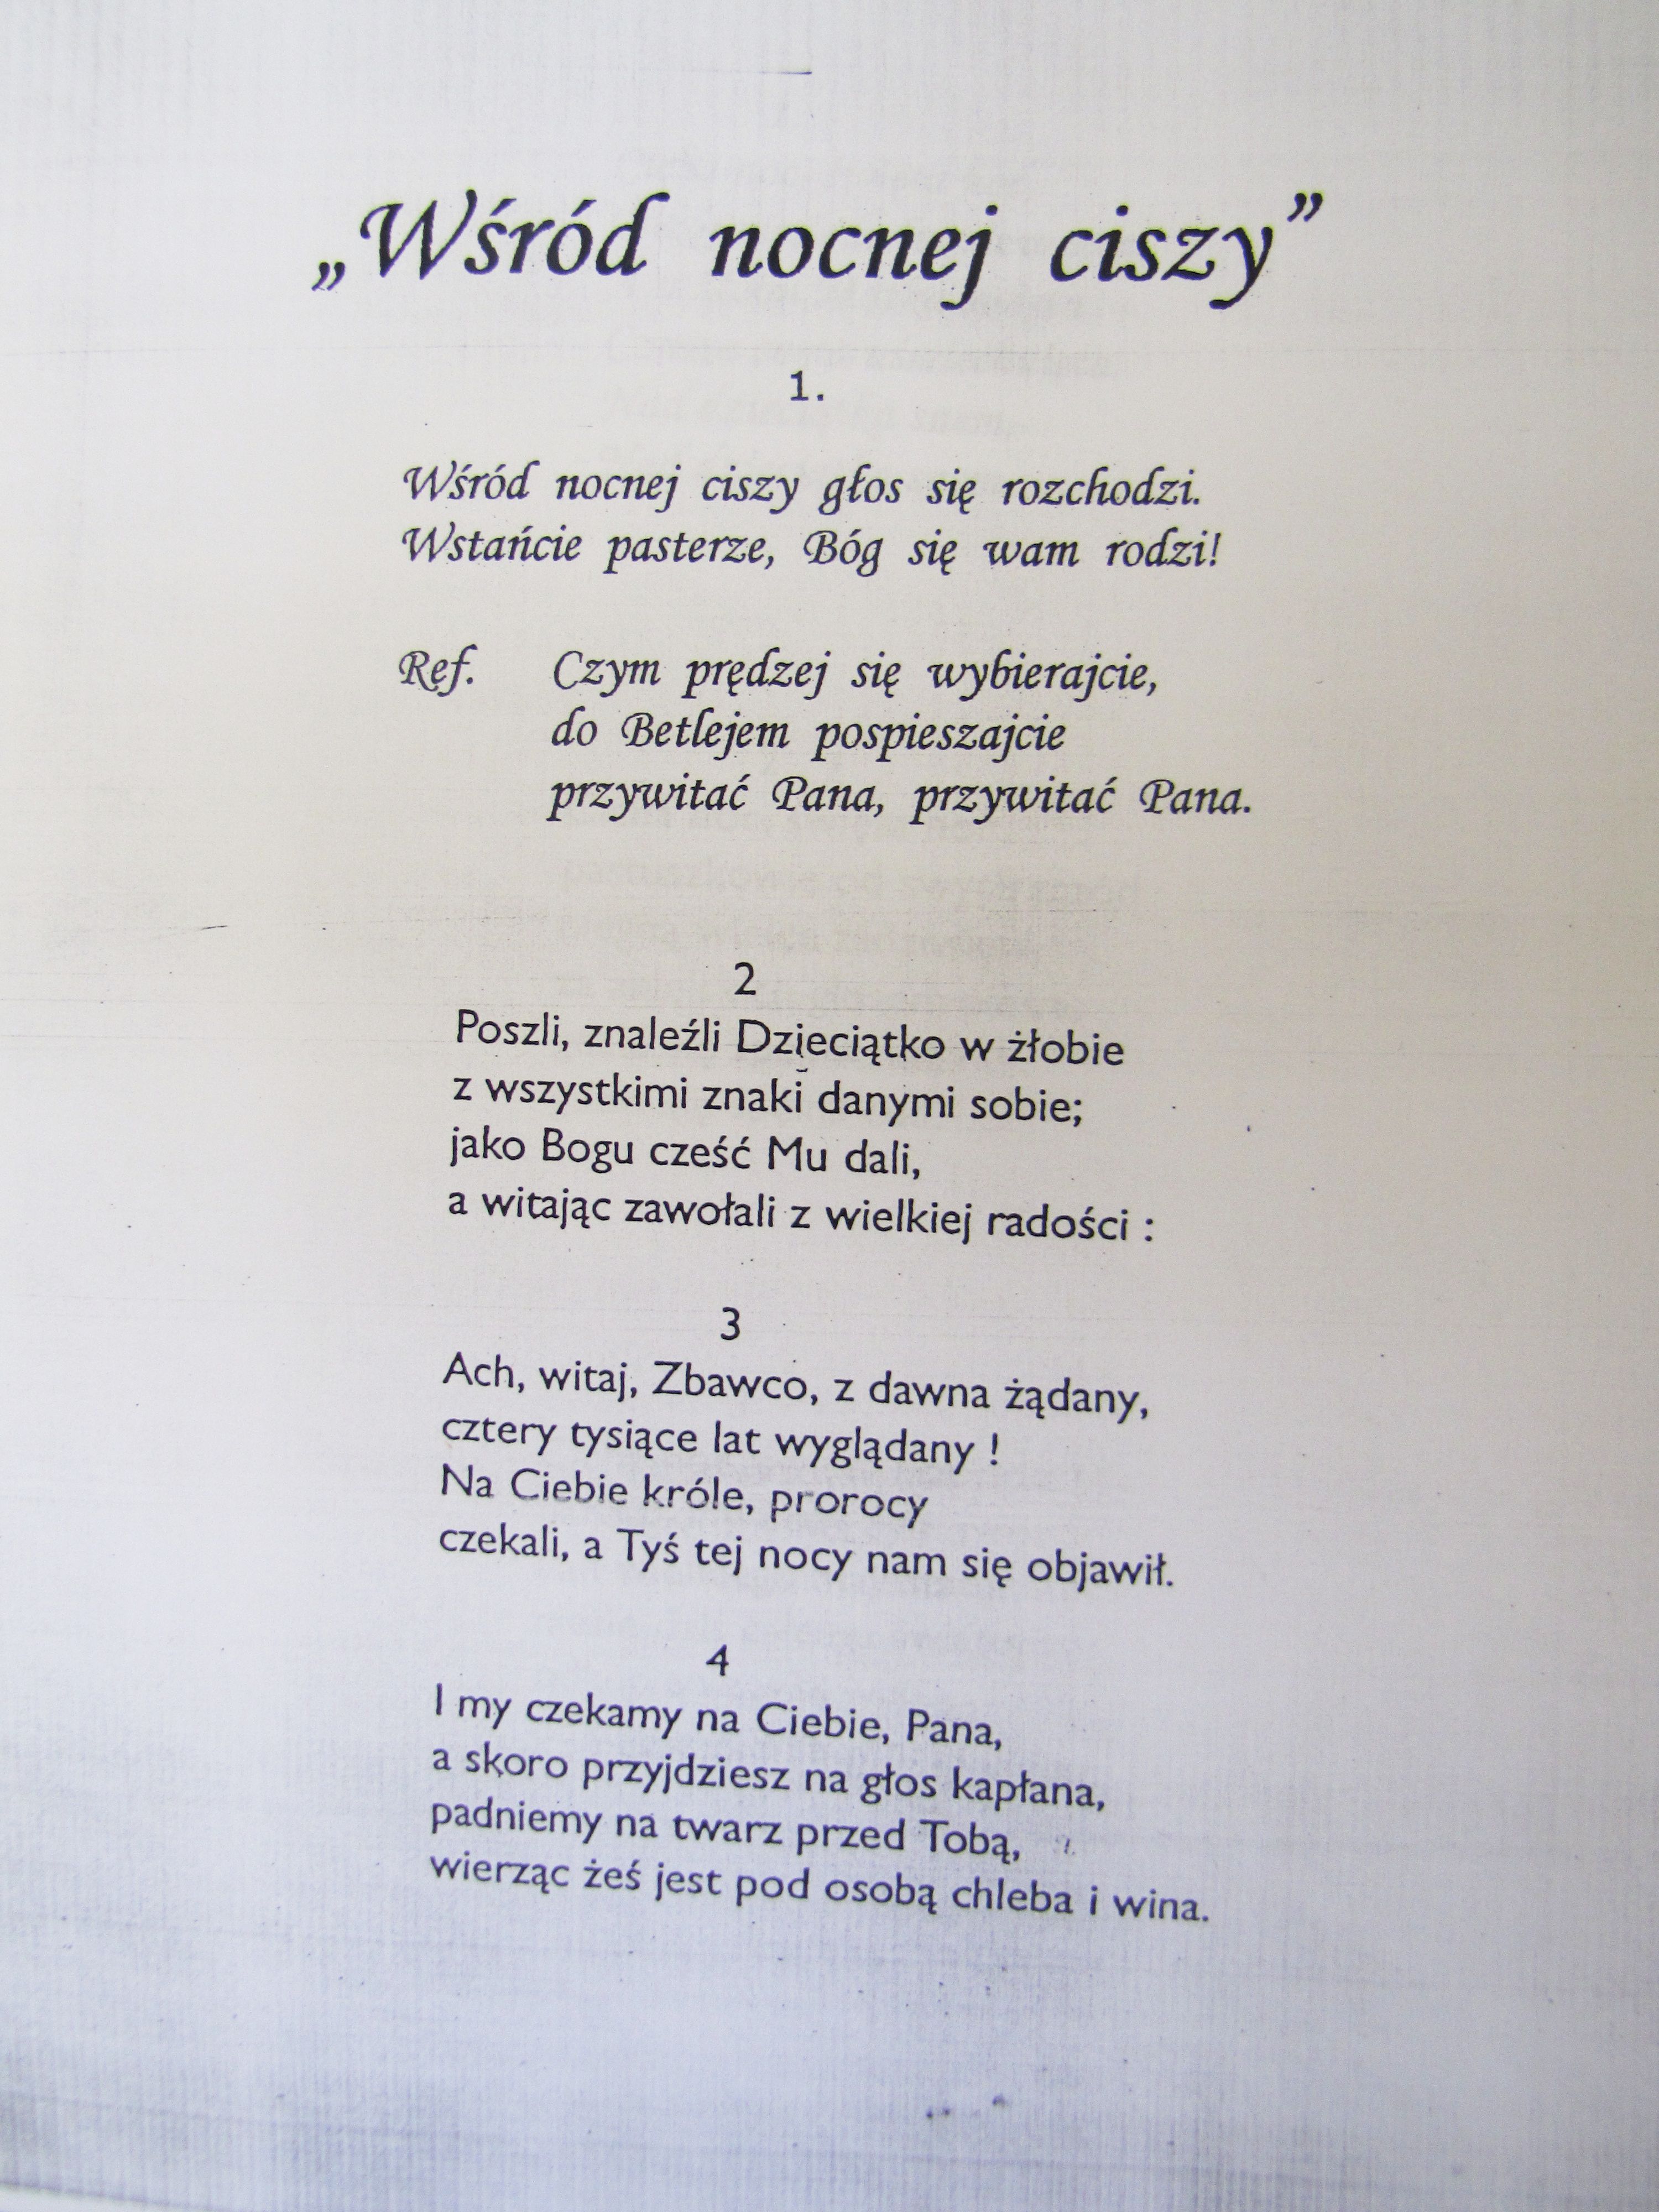 „Wśród nocnej ciszy”
1.
Wśród nocnej ciszy głos się rozchodzi.
Wstańcie pasterze, Bóg się wam rodzi!
Ref. Czym prędzej się wybierajcie,
do Betlejem pospieszajcie
przywitać Pana, przywitać Pana.
2
Poszli, znaleźli Dzieciątko w żłobie
z wszystkimi znaki danymi sobie;
jako Bogu cześć Mu dali,
a witając zawołali z wielkiej radości :
3
Ach, witaj, Zbawco, z dawna żądany,
cztery tysiące lat wyglądany !
Na Ciebie króle, prorocy
czekali, a Tyś tej nocy nam się objawił.
4
I my czekamy na Ciebie, Pana,
a skoro przyjdziesz na głos kapłana,
padniemy na twarz przed Tobą,
wierząc żeś jest pod osobą chleba i wina.